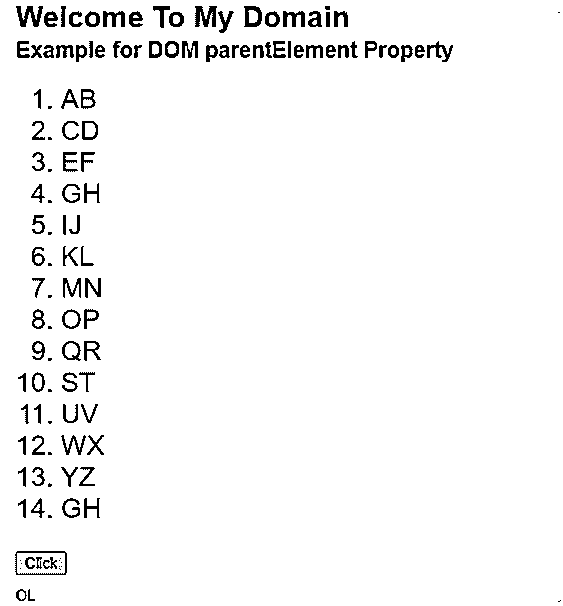 Welcome To My Domain
Example for DOM parentElement Property
1. AB
2. CD
3. EF
4. GH
5. IJ
6. KL
7. MN
8. OP
9. QR
10. ST
11. UV
12. WX
13. YZ
14. GH
Click
OL